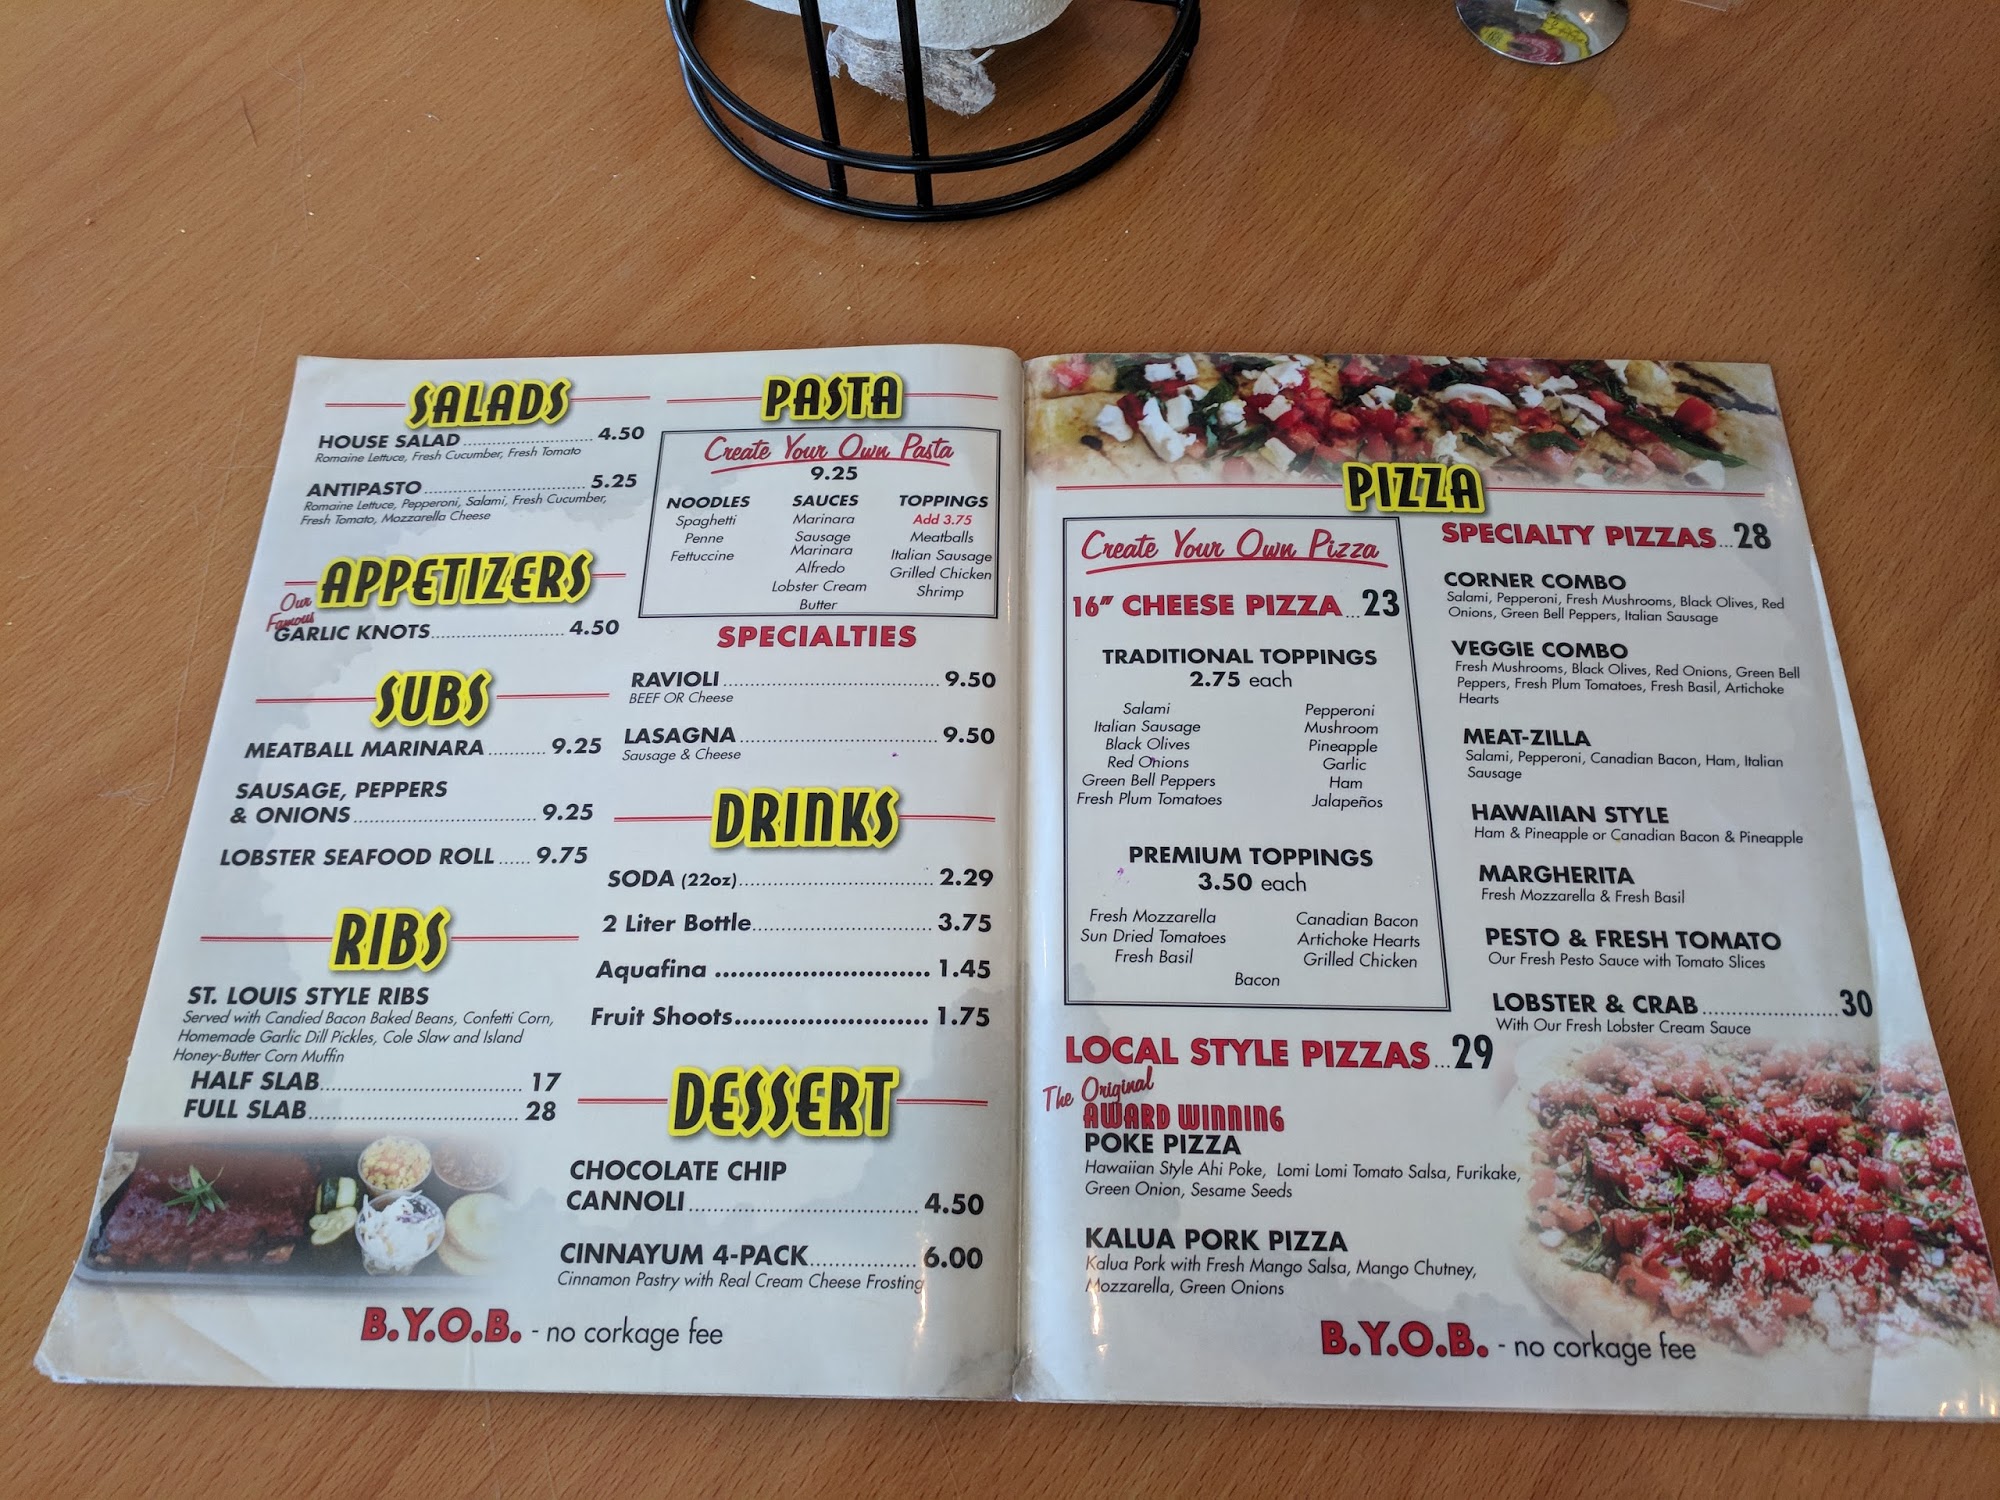 SALADS
HOUSE SALAD ........ 4.50
Romaine Lettuce, Fresh Cucumber, Fresh Tomato
ANTIPASTO ........ 5.25
Romaine Lettuce, Pepperoni, Salami, Fresh Cucumber,
Fresh Tomato, Mozzarella Cheese
APPETIZERS
Our
Famous
GARLIC KNOTS ........ 4.50
SUBS
MEATBALL MARINARA ........ 9.25
SAUSAGE, PEPPERS
& ONIONS ........ 9.25
LOBSTER SEAFOOD ROLL ...... 9.75
RIBS
ST. LOUIS STYLE RIBS
Served with Candied Bacon Baked Beans, Confetti Corn,
Homemade Garlic Dill Pickles, Cole Slaw and Island
Honey-Butter Corn Muffin
HALF SLAB ........ 17
FULL SLAB ........ 28
PASTA
Create Your Own Pasta
9.25
NOODLES
Spaghetti
Penne
Fettuccine
SAUCES
Marinara
Sausage
Marinara
Alfredo
Lobster Cream
Butter
TOPPINGS
Add 3.75
Meatballs
Italian Sausage
Grilled Chicken
Shrimp
SPECIALTIES
RAVIOLI ........ 9.50
BEEF OR Cheese
LASAGNA ........ 9.50
Sausage & Cheese
DRINKS
SODA (22oz) ........ 2.29
2 Liter Bottle ........ 3.75
Aquafina ........ 1.45
Fruit Shoots ........ 1.75
DESSERT
CHOCOLATE CHIP
CANNOLI ........ 4.50
CINNAYUM 4-PACK ........ 6.00
Cinnamon Pastry with Real Cream Cheese Frosting
B.Y.O.B. - no corkage fee
PIZZA
Create Your Own Pizza
16" CHEESE PIZZA ... 23
TRADITIONAL TOPPINGS
2.75 each
Salami
Italian Sausage
Black Olives
Red Onions
Green Bell Peppers
Fresh Plum Tomatoes
Pepperoni
Mushroom
Pineapple
Garlic
Ham
Jalapeños
PREMIUM TOPPINGS
3.50 each
Fresh Mozzarella
Sun Dried Tomatoes
Fresh Basil
Canadian Bacon
Artichoke Hearts
Grilled Chicken
Bacon
SPECIALTY PIZZAS ... 28
CORNER COMBO
Salami, Pepperoni, Fresh Mushrooms, Black Olives, Red
Onions, Green Bell Peppers, Italian Sausage
VEGGIE COMBO
Fresh Mushrooms, Black Olives, Red Onions, Green Bell
Peppers, Fresh Plum Tomatoes, Fresh Basil, Artichoke
Hearts
MEAT-ZILLA
Salami, Pepperoni, Canadian Bacon, Ham, Italian
Sausage
HAWAIIAN STYLE
Ham & Pineapple or Canadian Bacon & Pineapple
MARGHERITA
Fresh Mozzarella & Fresh Basil
PESTO & FRESH TOMATO
Our Fresh Pesto Sauce with Tomato Slices
LOBSTER & CRAB ........ 30
With Our Fresh Lobster Cream Sauce
LOCAL STYLE PIZZAS ... 29
The Original
AWARD WINNING
POKE PIZZA
Hawaiian Style Ahi Poke, Lomi Lomi Tomato Salsa, Furikake,
Green Onion, Sesame Seeds
KALUA PORK PIZZA
Kalua Pork with Fresh Mango Salsa, Mango Chutney,
Mozzarella, Green Onions
B.Y.O.B. - no corkage fee